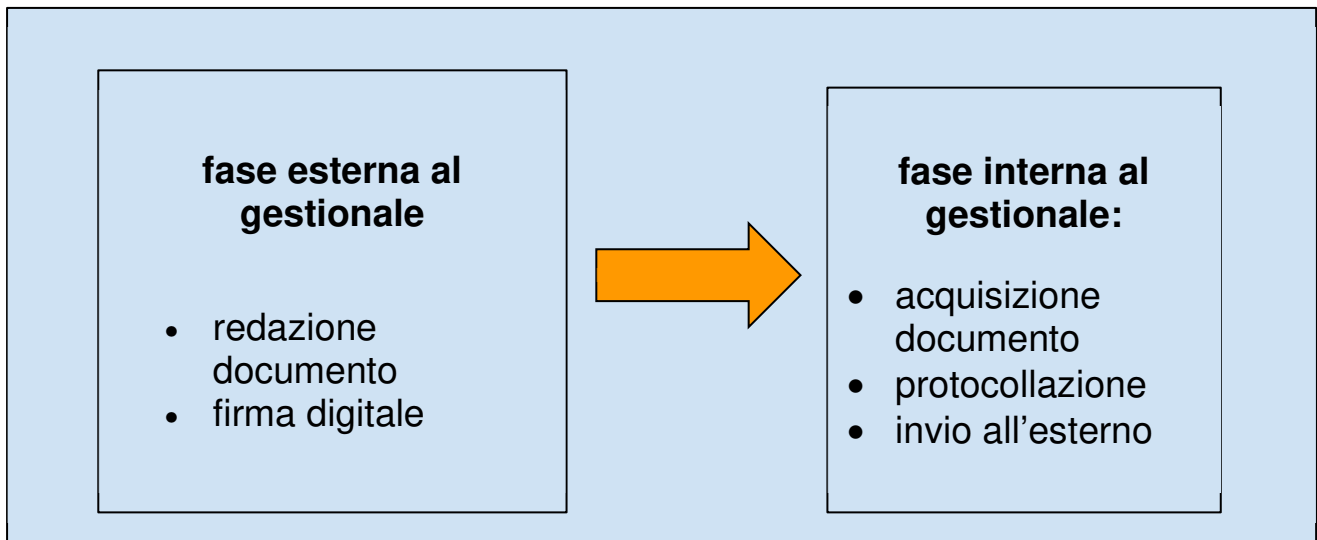 fase esterna al
gestionale
• redazione
documento
• firma digitale
fase interna al
gestionale:
• acquisizione
documento
• protocollazione
• invio all’esterno